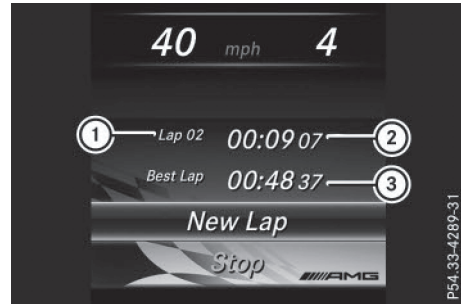 40 mph 4
1 Lap 02 00:09 07 2
Best Lap 00:48 37 3
New Lap
Stop
AMG
P54.33-4289-31